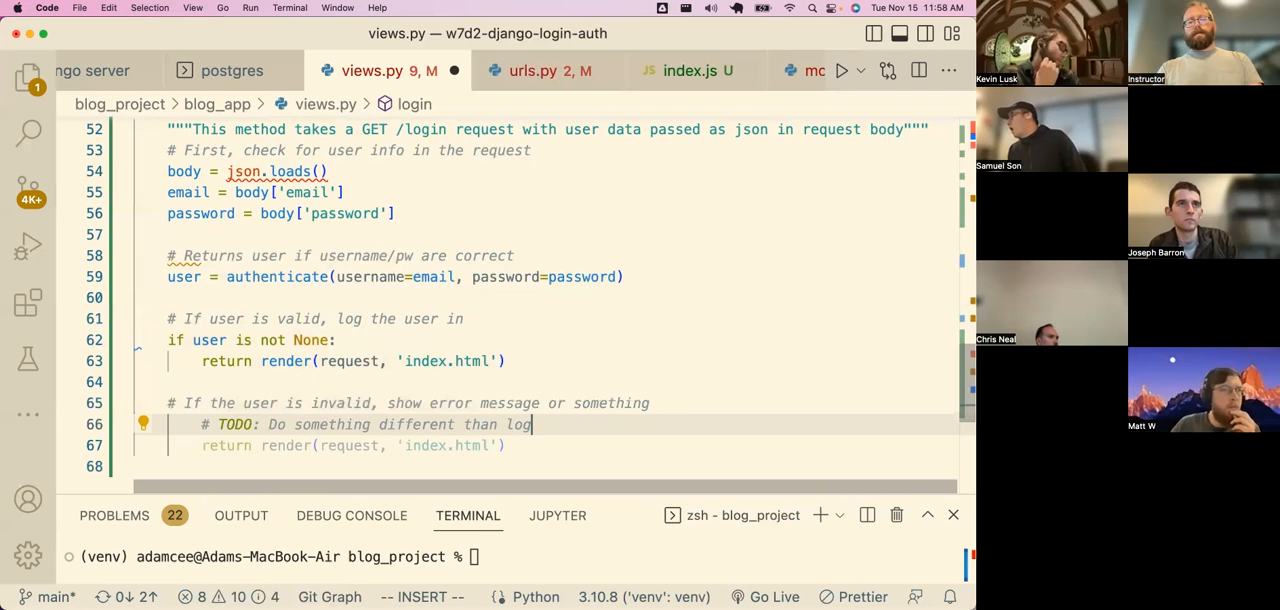 Code File Edit Selection View Go Run Terminal Window Help Tue Nov 15 11:58 AM
views.py — w7d2-django-login-auth
ngo server postgres views.py 9, M urls.py 2, M JS index.js U mc
blog_project > blog_app > views.py > login
52 """This method takes a GET /login request with user data passed as json in request body"""
53 # First, check for user info in the request
54 body = json.loads()
55 email = body['email']
56 password = body['password']
57
58 # Returns user if username/pw are correct
59 user = authenticate(username=email, password=password)
60
61 # If user is valid, log the user in
62 if user is not None:
63 return render(request, 'index.html')
64
65 # If the user is invalid, show error message or something
66 # TODO: Do something different than log
67 return render(request, 'index.html')
68
PROBLEMS 22 OUTPUT DEBUG CONSOLE TERMINAL JUPYTER zsh - blog_project
(venv) adamcee@Adams-MacBook-Air blog_project %
main* 0↓ 2↑ 8 10 4 Git Graph -- INSERT -- Python 3.10.8 ('venv': venv) Go Live Prettier
1
4K+
Kevin Lusk
Instructor
Samuel Son
Joseph Barron
Chris Neal
Matt W